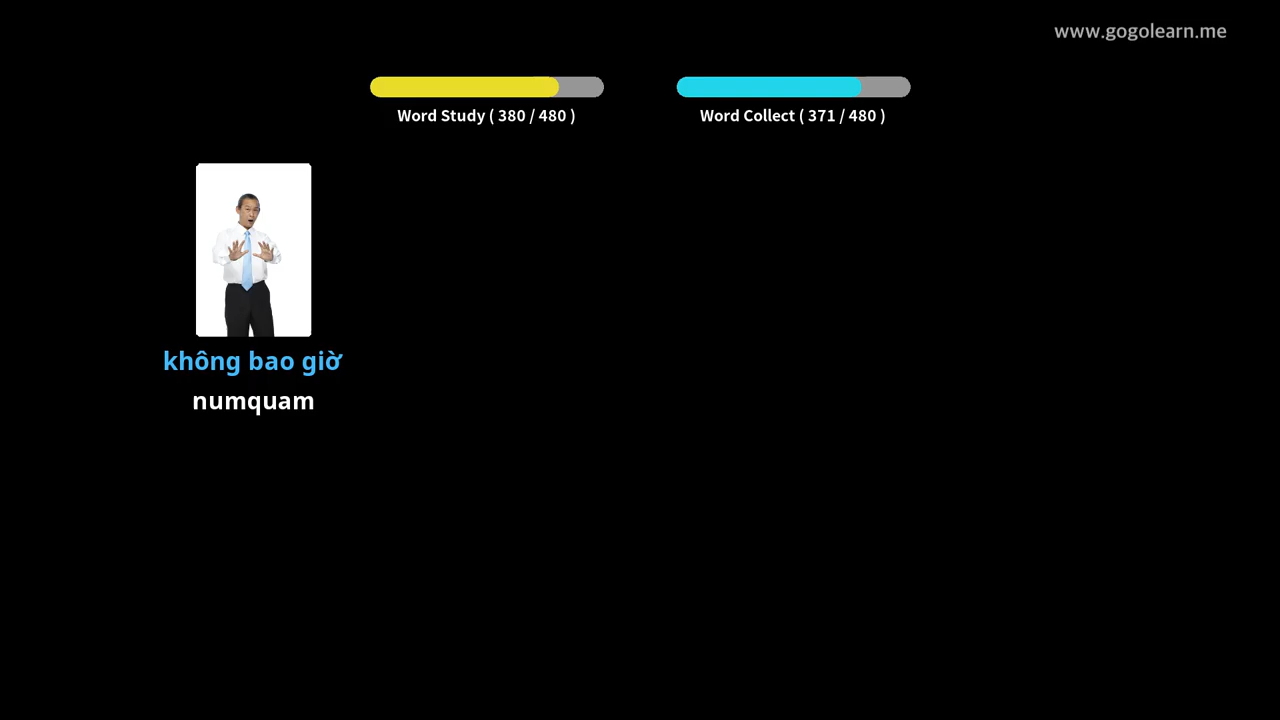 www.gogolearn.me
Word Study ( 380 / 480 )
Word Collect ( 371 / 480 )
không bao giờ
numquam